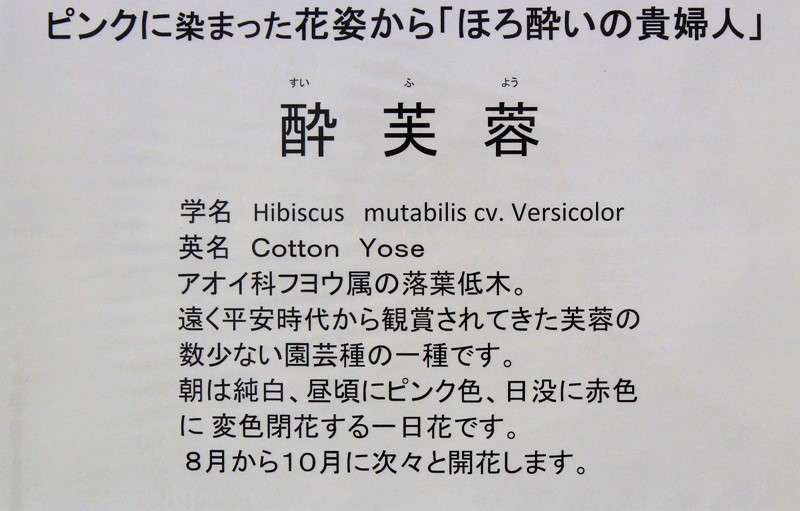 ピンクに染まった花姿から「ほろ酔いの貴婦人」
すい ふ よう
酔 芙 蓉
学名 Hibiscus mutabilis cv. Versicolor
英名 Cotton Yose
アオイ科フヨウ属の落葉低木。
遠く平安時代から観賞されてきた芙蓉の
数少ない園芸種の一種です。
朝は純白、昼頃にピンク色、日没に赤色
に 変色閉花する一日花です。
8月から10月に次々と開花します。